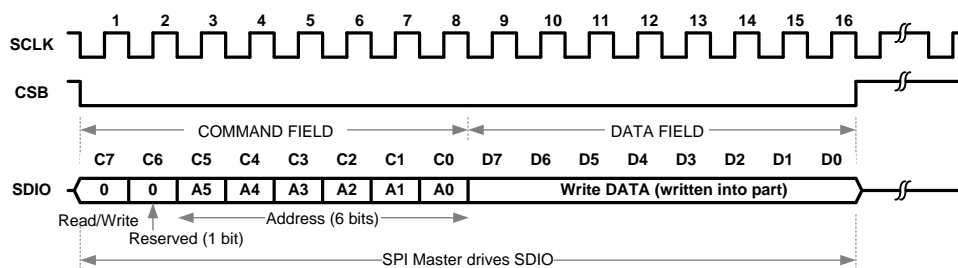 1 2 3 4 5 6 7 8 9 10 11 12 13 14 15 16
SCLK
CSB
COMMAND FIELD DATA FIELD
C7 C6 C5 C4 C3 C2 C1 C0 D7 D6 D5 D4 D3 D2 D1 D0
SDIO 0 0 A5 A4 A3 A2 A1 A0 Write DATA (written into part)
Read/Write Address (6 bits)
Reserved (1 bit)
SPI Master drives SDIO